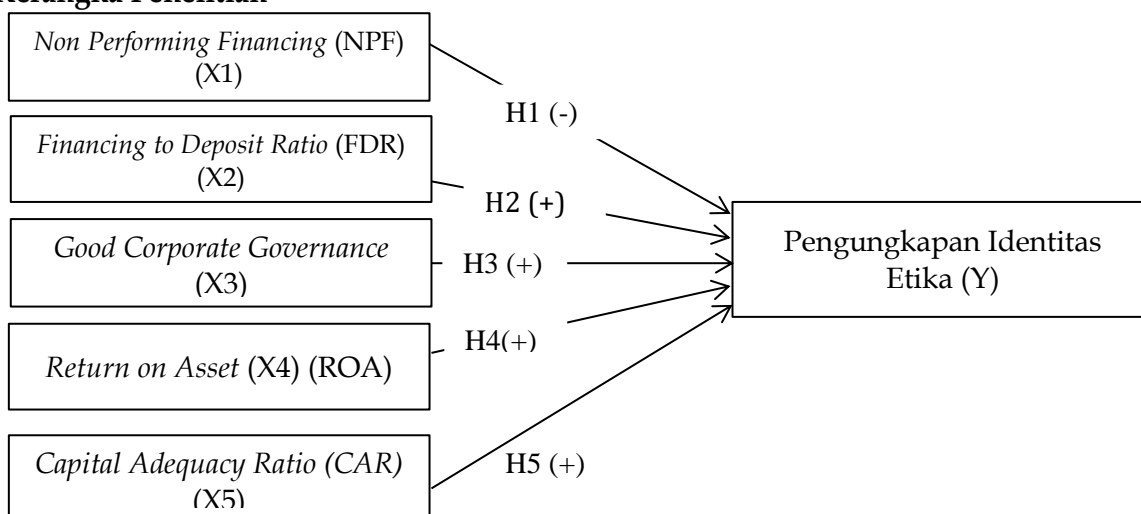 Non Performing Financing (NPF)
(X1)
H1 (-)
Financing to Deposit Ratio (FDR)
(X2)
H2 (+)
Good Corporate Governance
(X3)
H3 (+)
Pengungkapan Identitas
Etika (Y)
H4(+)
Return on Asset (X4) (ROA)
Capital Adequacy Ratio (CAR)
(X5)
H5 (+)